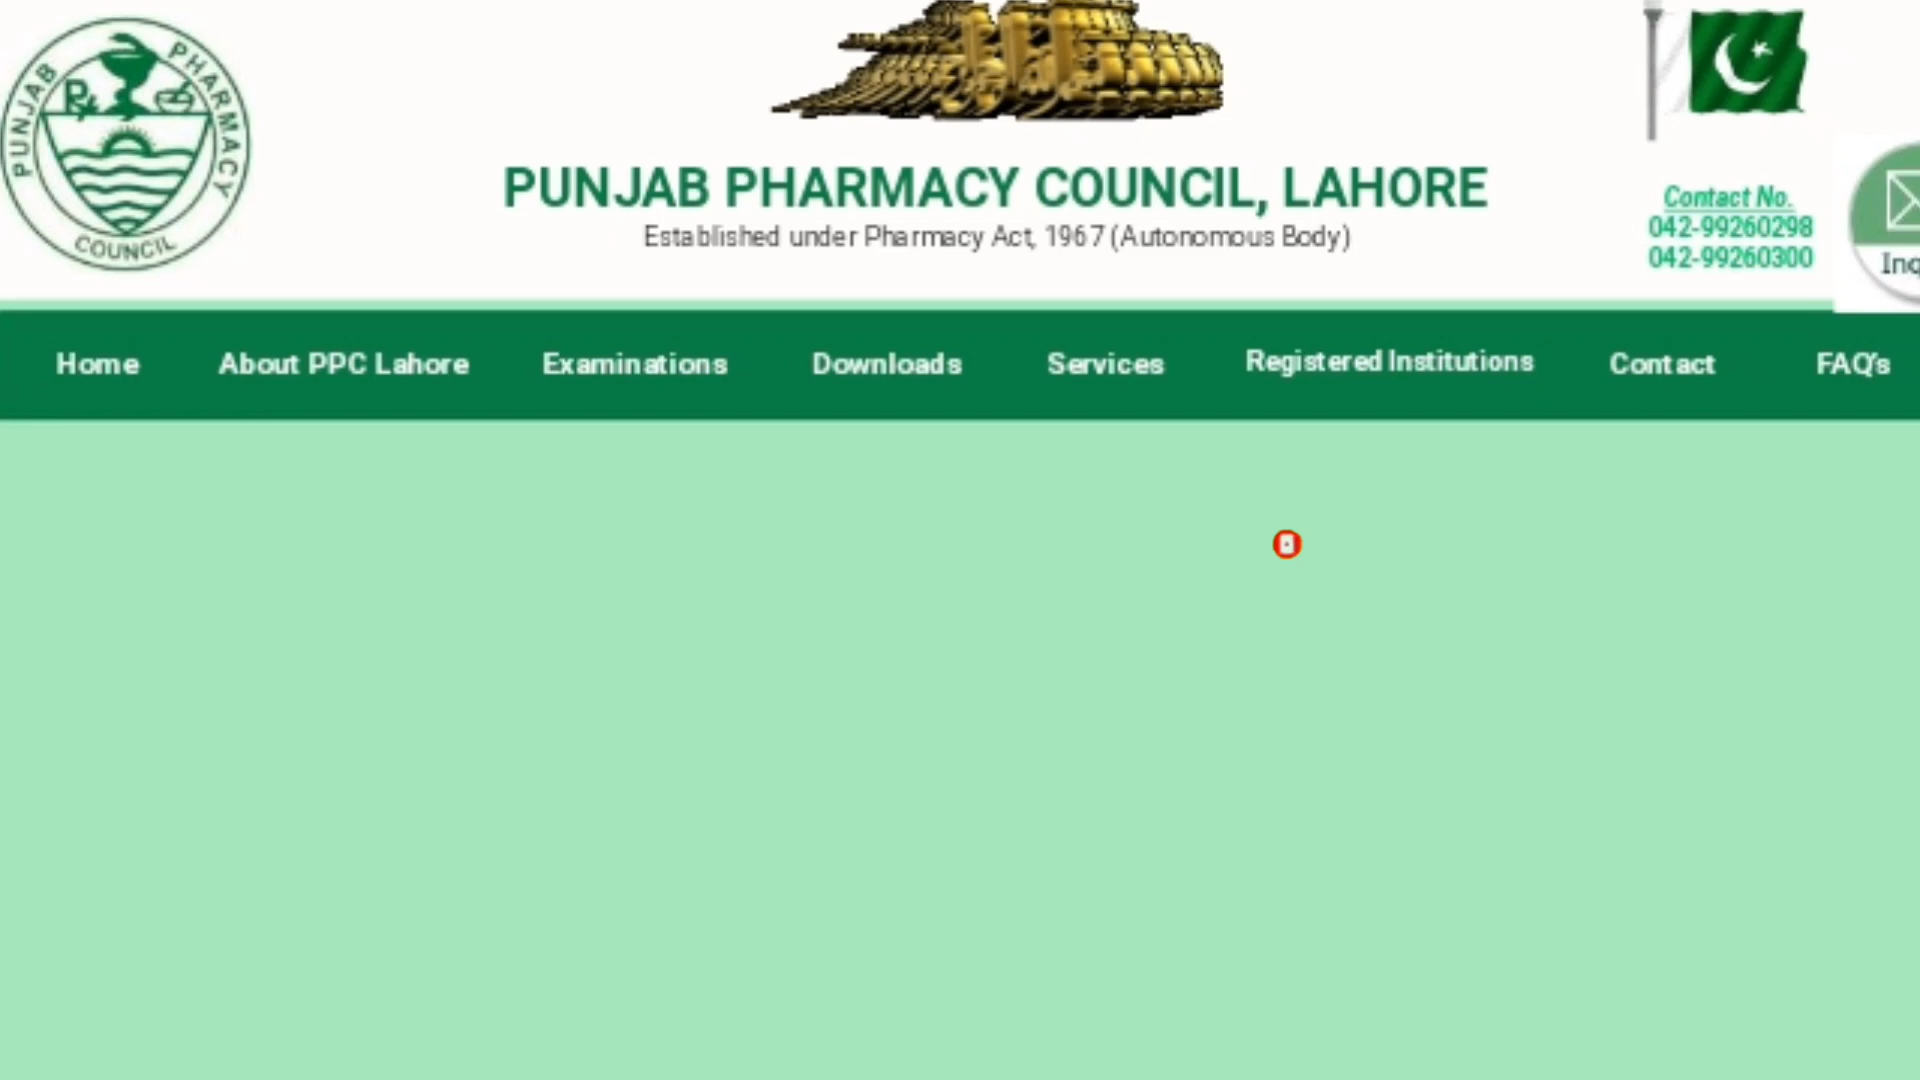 PUNJAB PHARMACY COUNCIL
PUNJAB PHARMACY COUNCIL, LAHORE
Established under Pharmacy Act, 1967 (Autonomous Body)
Contact No.
042-99260298
042-99260300
Home About PPC Lahore Examinations Downloads Services Registered Institutions Contact FAQ's